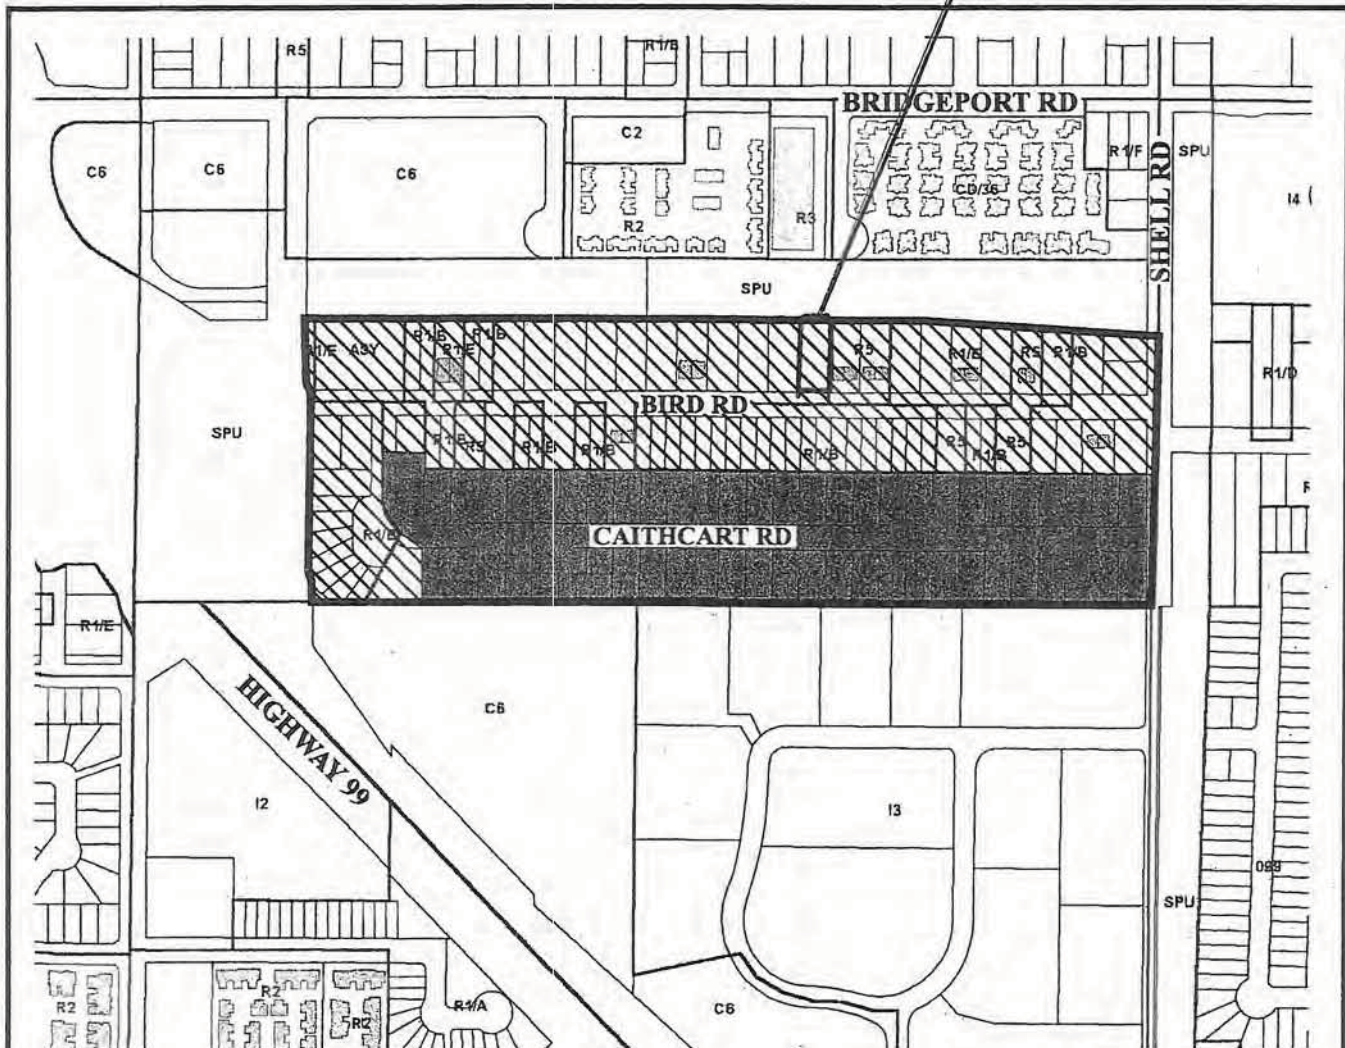 R5
R1/B
BRIDGEPORT RD
C6
C6
C6
C2
R2
R3
CD/36
R1/F
SHELL RD
SPU
I4 (
SPU
R1/B
R1/B
R1/E
R5
R1/E
R5
R1/B
R1/D
BIRD RD
SPU
R1/B
R5
R1/B
R1/B
R1/B
R5
R1/B
R5
CAITHCART RD
R1/E
HIGHWAY 99
C6
I2
I3
SPU
R2
R2
R2
R1/A
C6